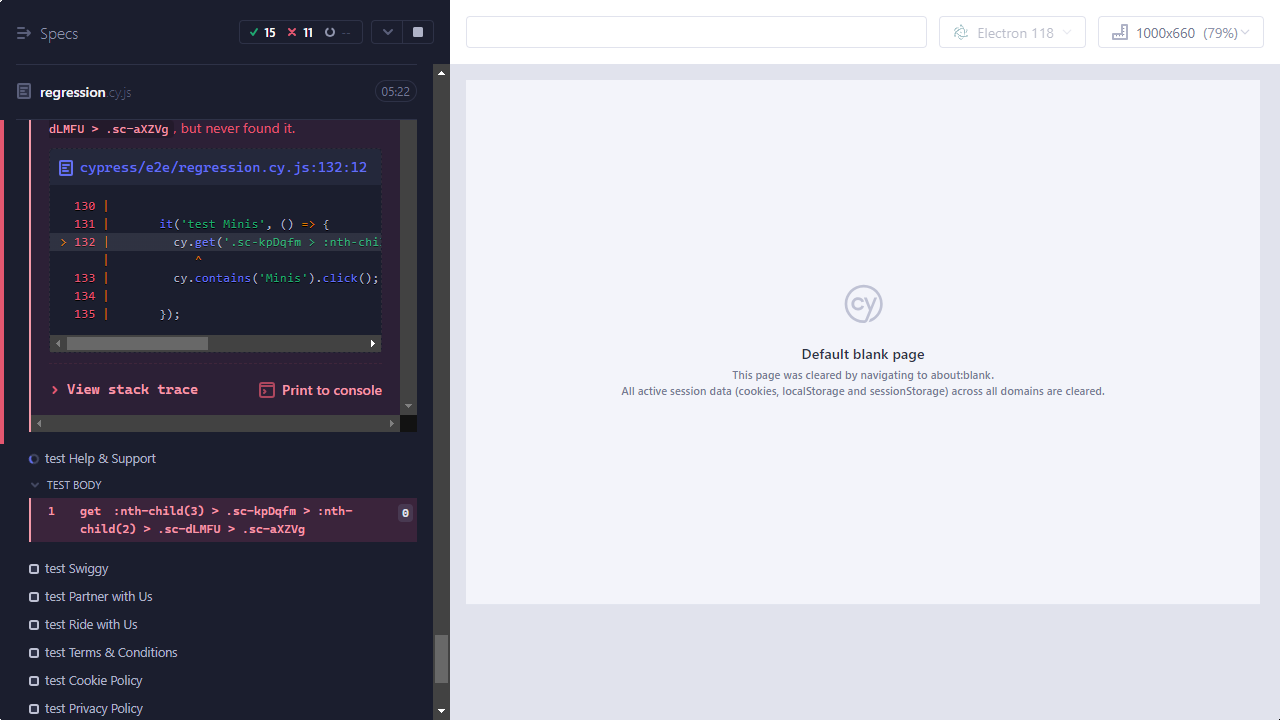 Specs
15
11
--
Electron 118
1000x660 (79%)
regression.cy.js
05:22
dLMFU > .sc-aXZVg , but never found it.
cypress/e2e/regression.cy.js:132:12
130 |
131 | it('test Minis', () => {
> 132 | cy.get('.sc-kpDqfm > :nth-chi
| ^
133 | cy.contains('Minis').click();
134 |
135 | });
View stack trace
Print to console
test Help & Support
TEST BODY
1 get :nth-child(3) > .sc-kpDqfm > :nth-
child(2) > .sc-dLMFU > .sc-aXZVg
0
test Swiggy
test Partner with Us
test Ride with Us
test Terms & Conditions
test Cookie Policy
test Privacy Policy
cy
Default blank page
This page was cleared by navigating to about:blank.
All active session data (cookies, localStorage and sessionStorage) across all domains are cleared.